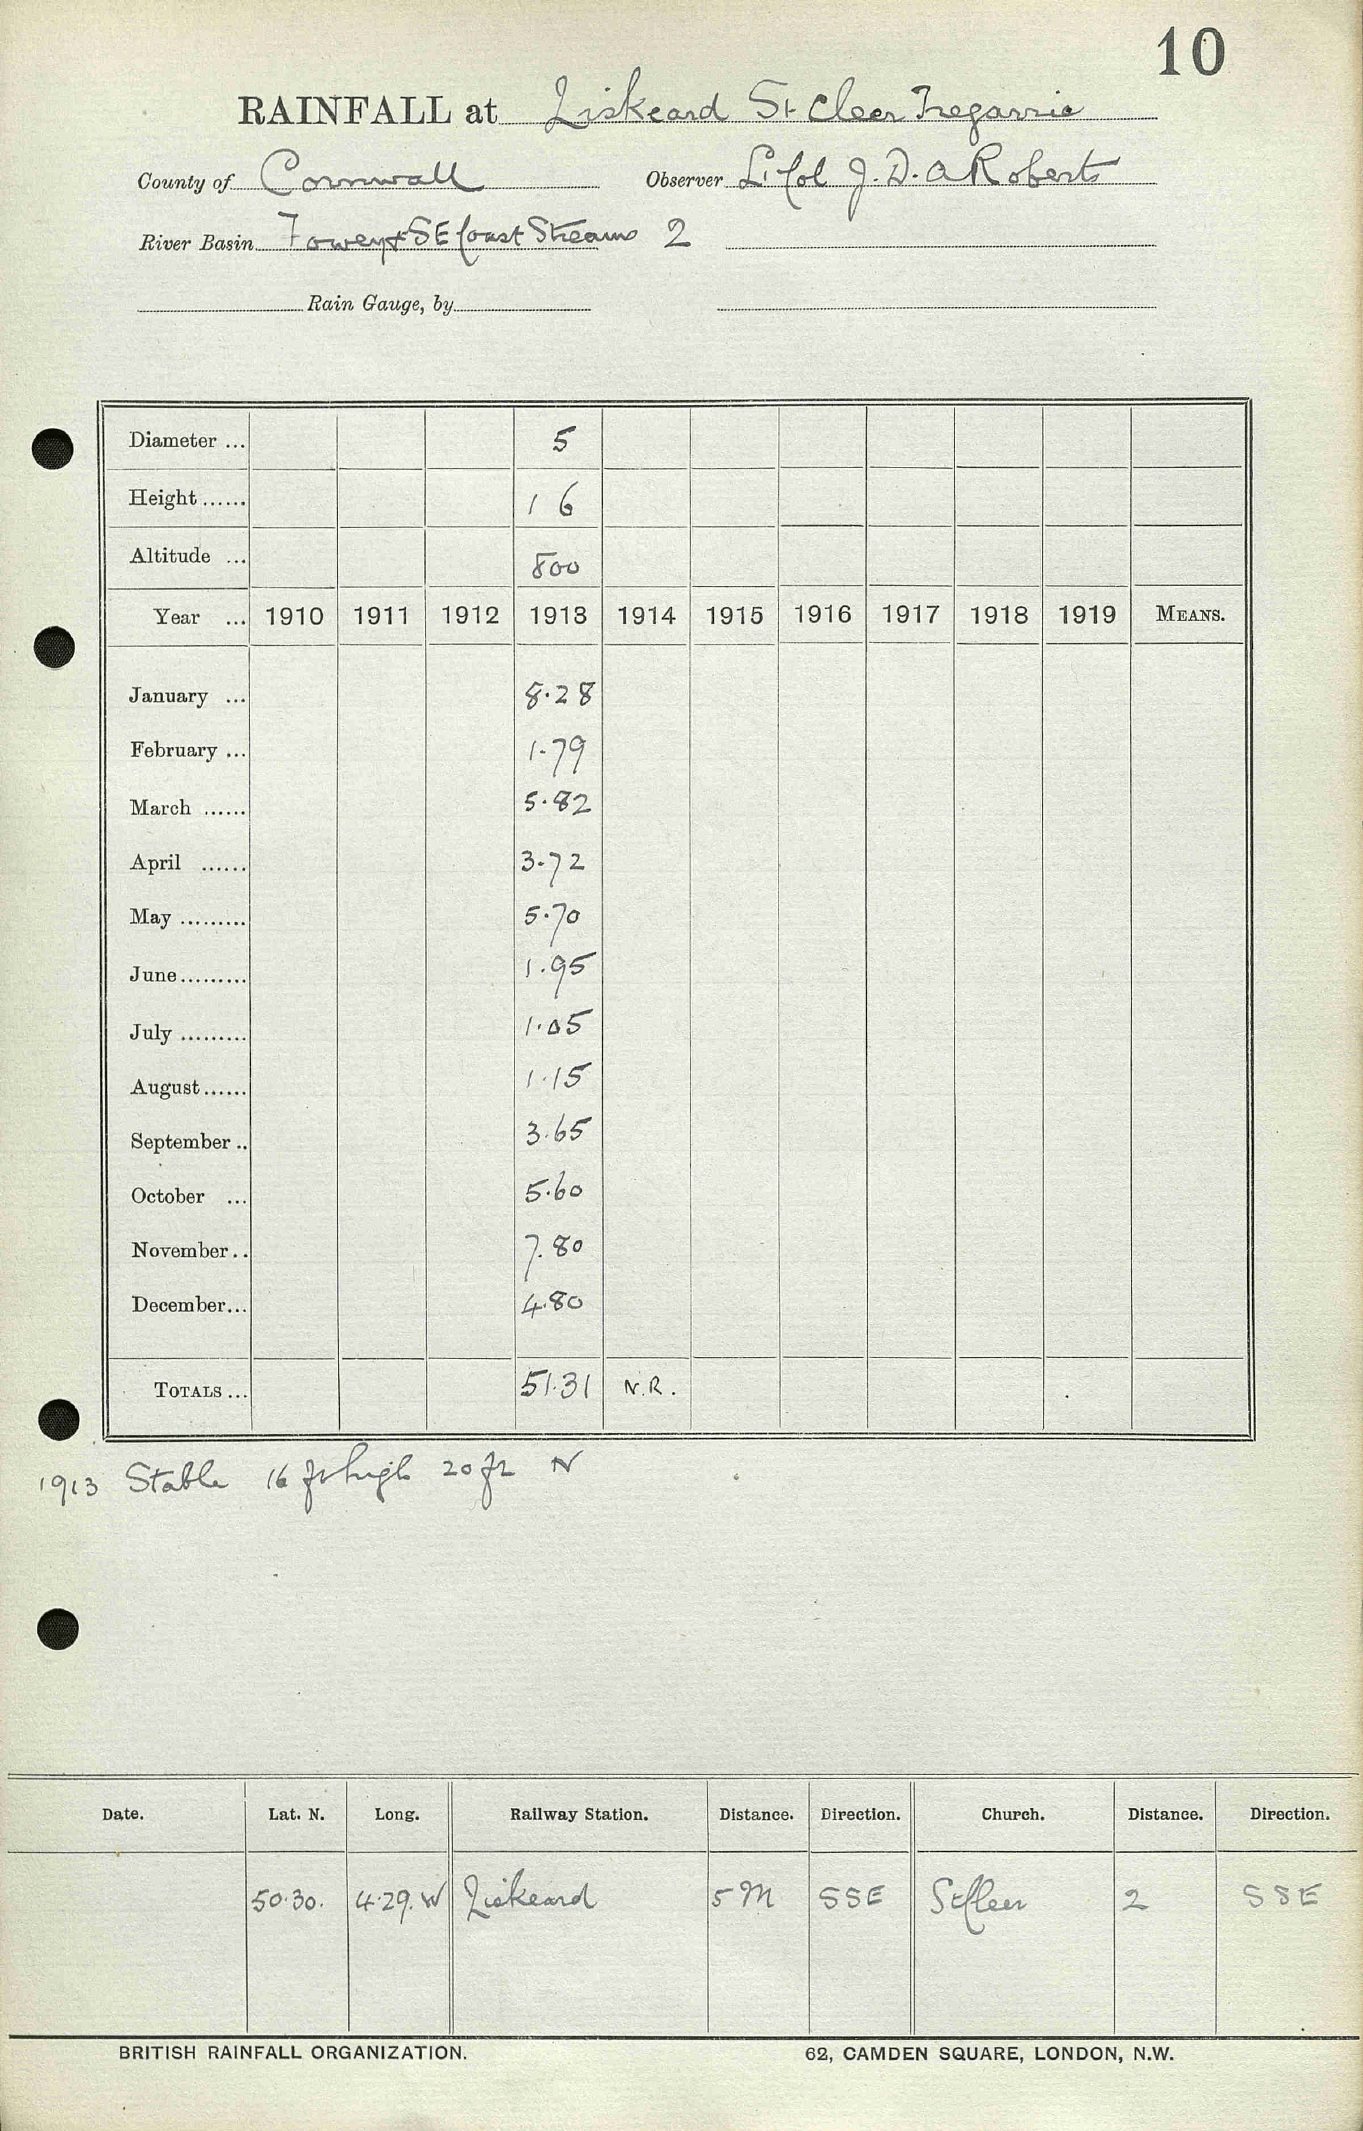 10
RAINFALL at Liskeard St Cleer Tregarrie
County of Cornwall Observer Lt Col J. D. A Roberts
River Basin Fowey & SE Coast Streams 2
Rain Gauge, by
Diameter ... 5
Height ...... 1 6
Altitude ... 800
Year ... 1910 1911 1912 1913 1914 1915 1916 1917 1918 1919 MEANS.
January ... 8.28
February ... 1.79
March ...... 5.82
April ...... 3.72
May ......... 5.70
June ......... 1.95
July ......... 1.05
August ...... 1.15
September .. 3.65
October ... 5.60
November .. 7.80
December ... 4.80
TOTALS ... 51.31 N.R.
1913 Stable 16 ft high 20 ft N
Date. Lat. N. Long. Railway Station. Distance. Direction. Church. Distance. Direction.
50.30. 4.29.W Liskeard 5 M SSE St Cleer 2 SSE
BRITISH RAINFALL ORGANIZATION. 62, CAMDEN SQUARE, LONDON, N.W.